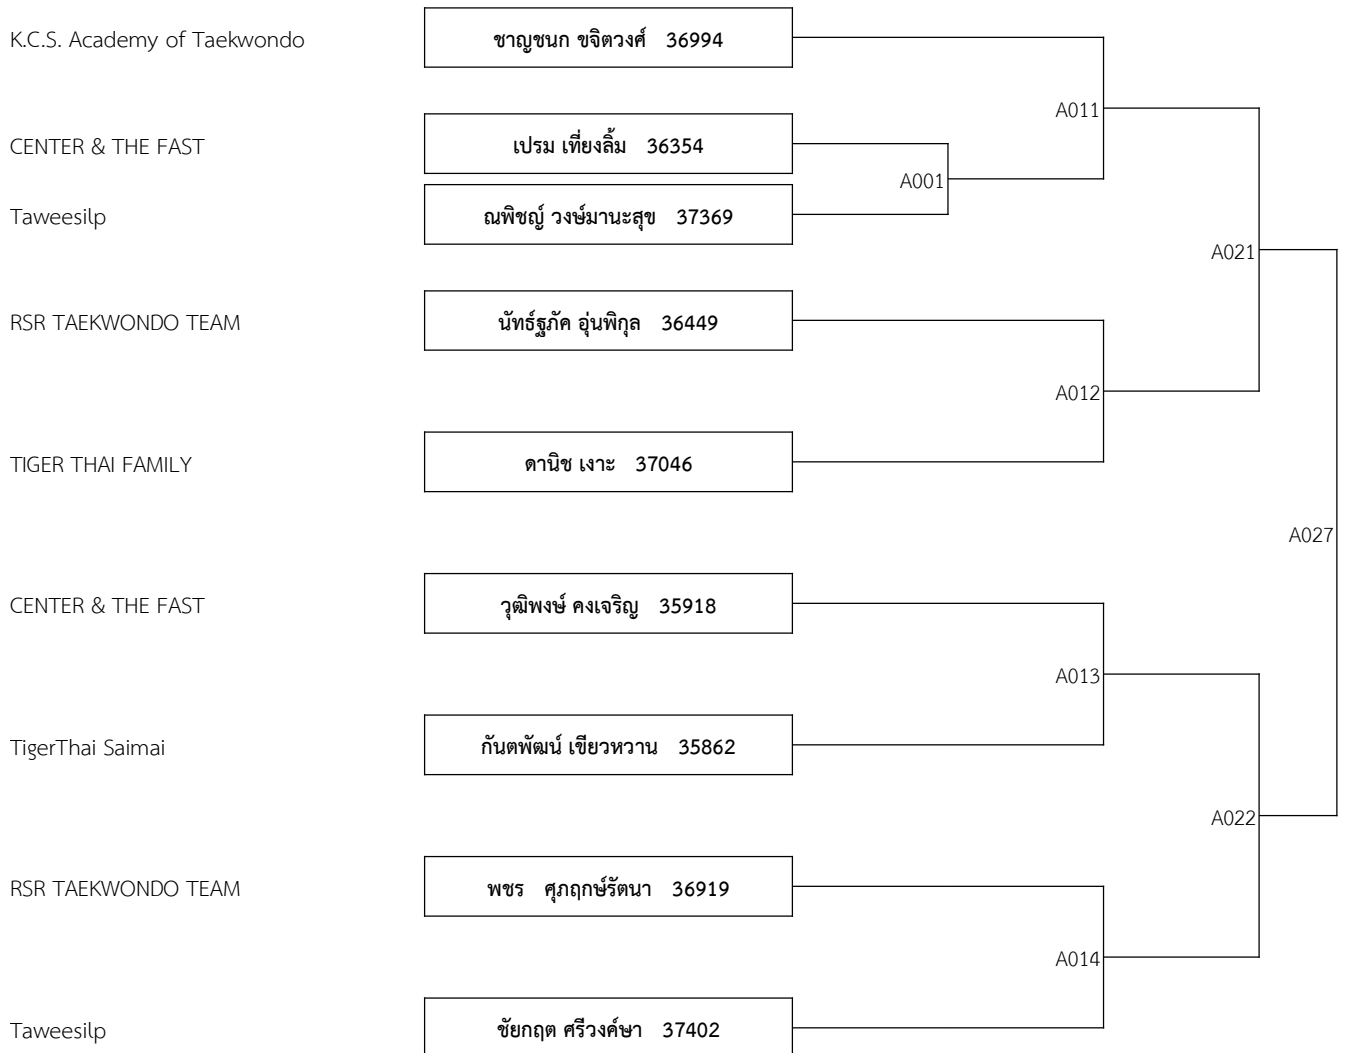 K.C.S. Academy of Taekwondo ชาญชนก ขจิตวงศ์ 36994
A011
CENTER & THE FAST เปรม เที่ยงลิ้ม 36354
A001
Taweesilp ณพิชญ์ วงษ์มานะสุข 37369
A021
RSR TAEKWONDO TEAM นัทธ์ฐภัค อุ่นพิกุล 36449
A012
TIGER THAI FAMILY ดานิช เงาะ 37046
A027
CENTER & THE FAST วุฒิพงษ์ คงเจริญ 35918
A013
TigerThai Saimai กันตพัฒน์ เขียวหวาน 35862
A022
RSR TAEKWONDO TEAM พชร ศุภฤกษ์รัตนา 36919
A014
Taweesilp ชัยกฤต ศรีวงค์ษา 37402